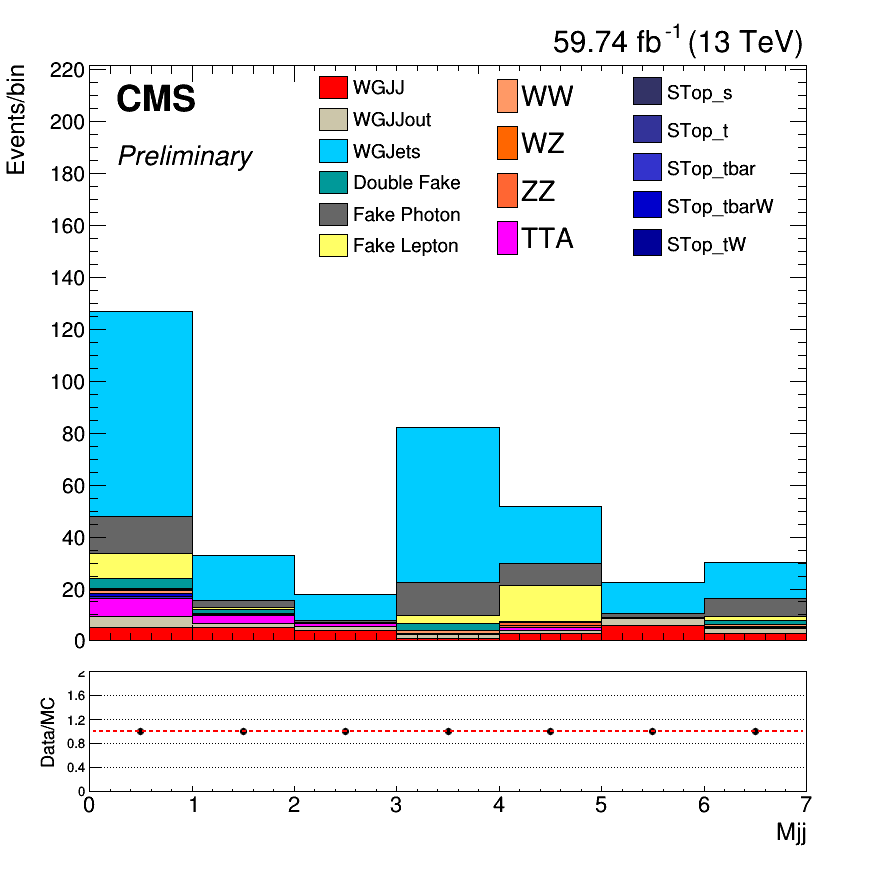 59.74 fb-1 (13 TeV)
Events/bin
CMS
Preliminary
WGJJ
WGJJout
WGJets
Double Fake
Fake Photon
Fake Lepton
WW
WZ
ZZ
TTA
STop_s
STop_t
STop_tbar
STop_tbarW
STop_tW
220
200
180
160
140
120
100
80
60
40
20
0
Data/MC
2
1.6
1.2
0.8
0.4
0
0 1 2 3 4 5 6 7
Mjj